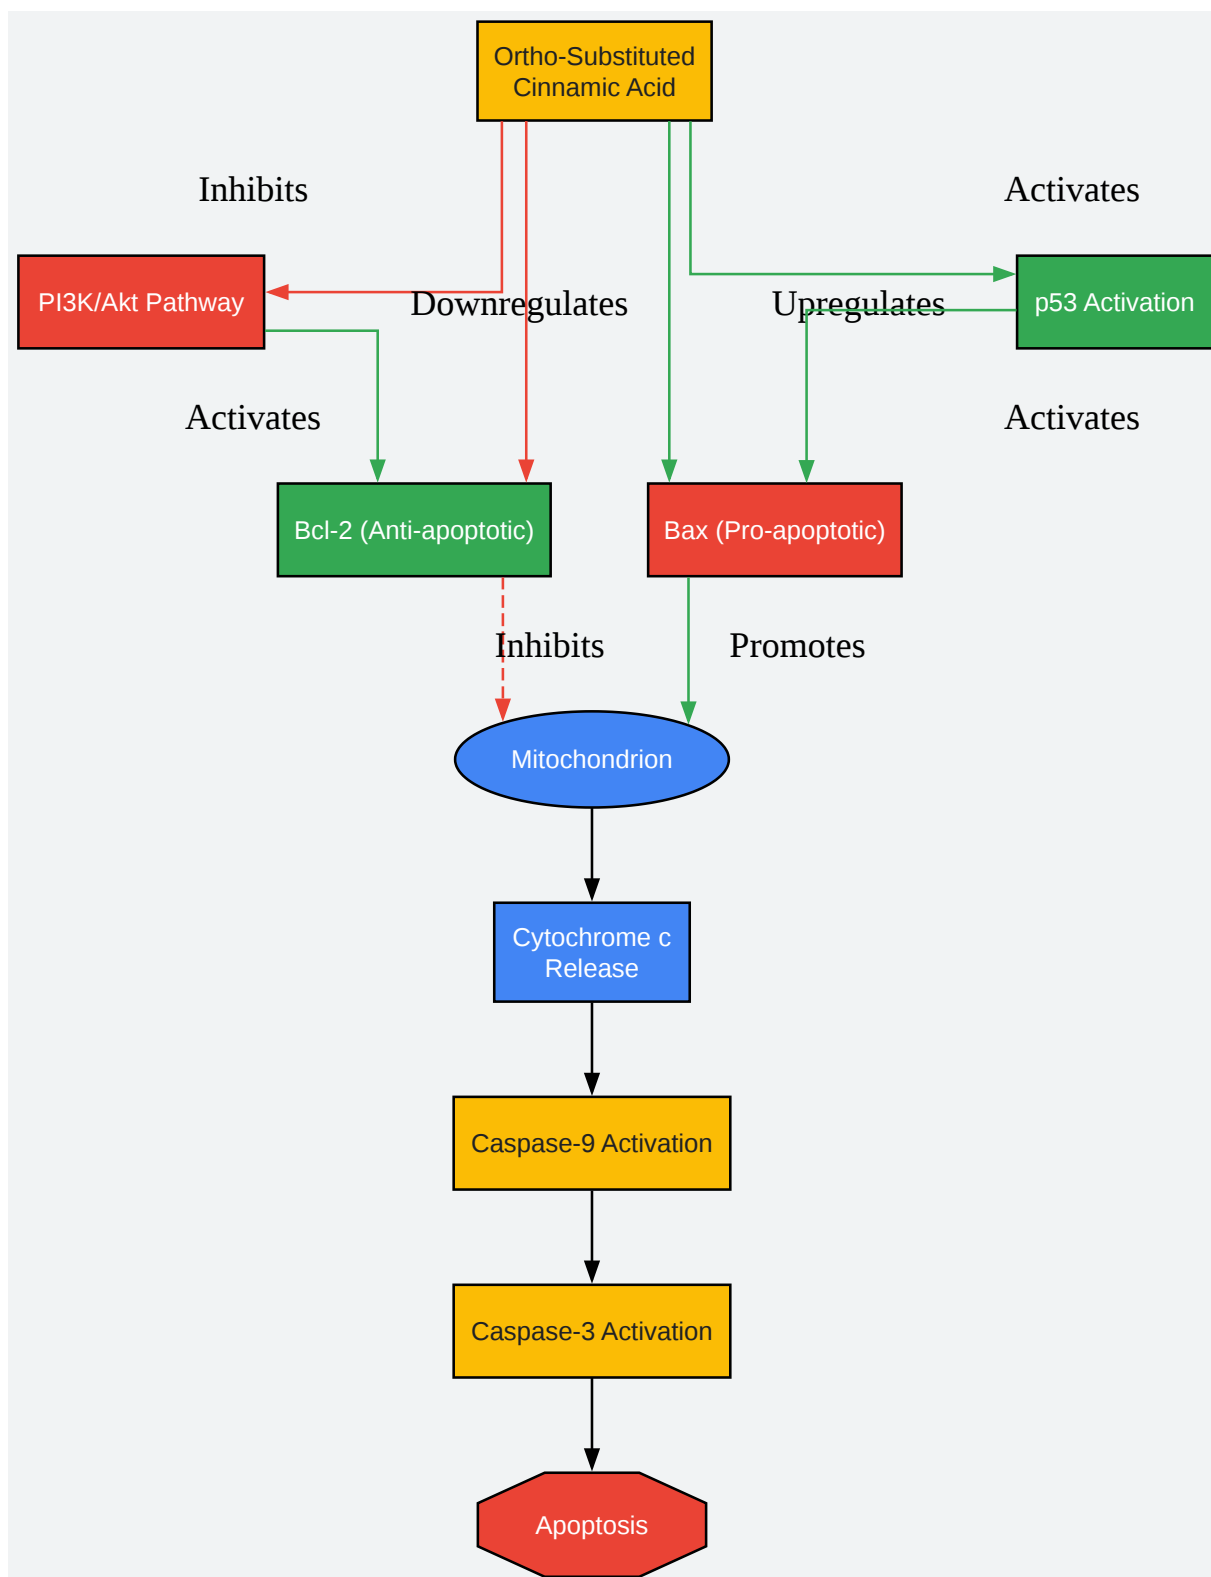 Ortho-Substituted
Cinnamic Acid
Inhibits
Activates
PI3K/Akt Pathway
Downregulates
Upregulates
p53 Activation
Activates
Activates
Bcl-2 (Anti-apoptotic)
Bax (Pro-apoptotic)
Inhibits
Promotes
Mitochondrion
Cytochrome c
Release
Caspase-9 Activation
Caspase-3 Activation
Apoptosis